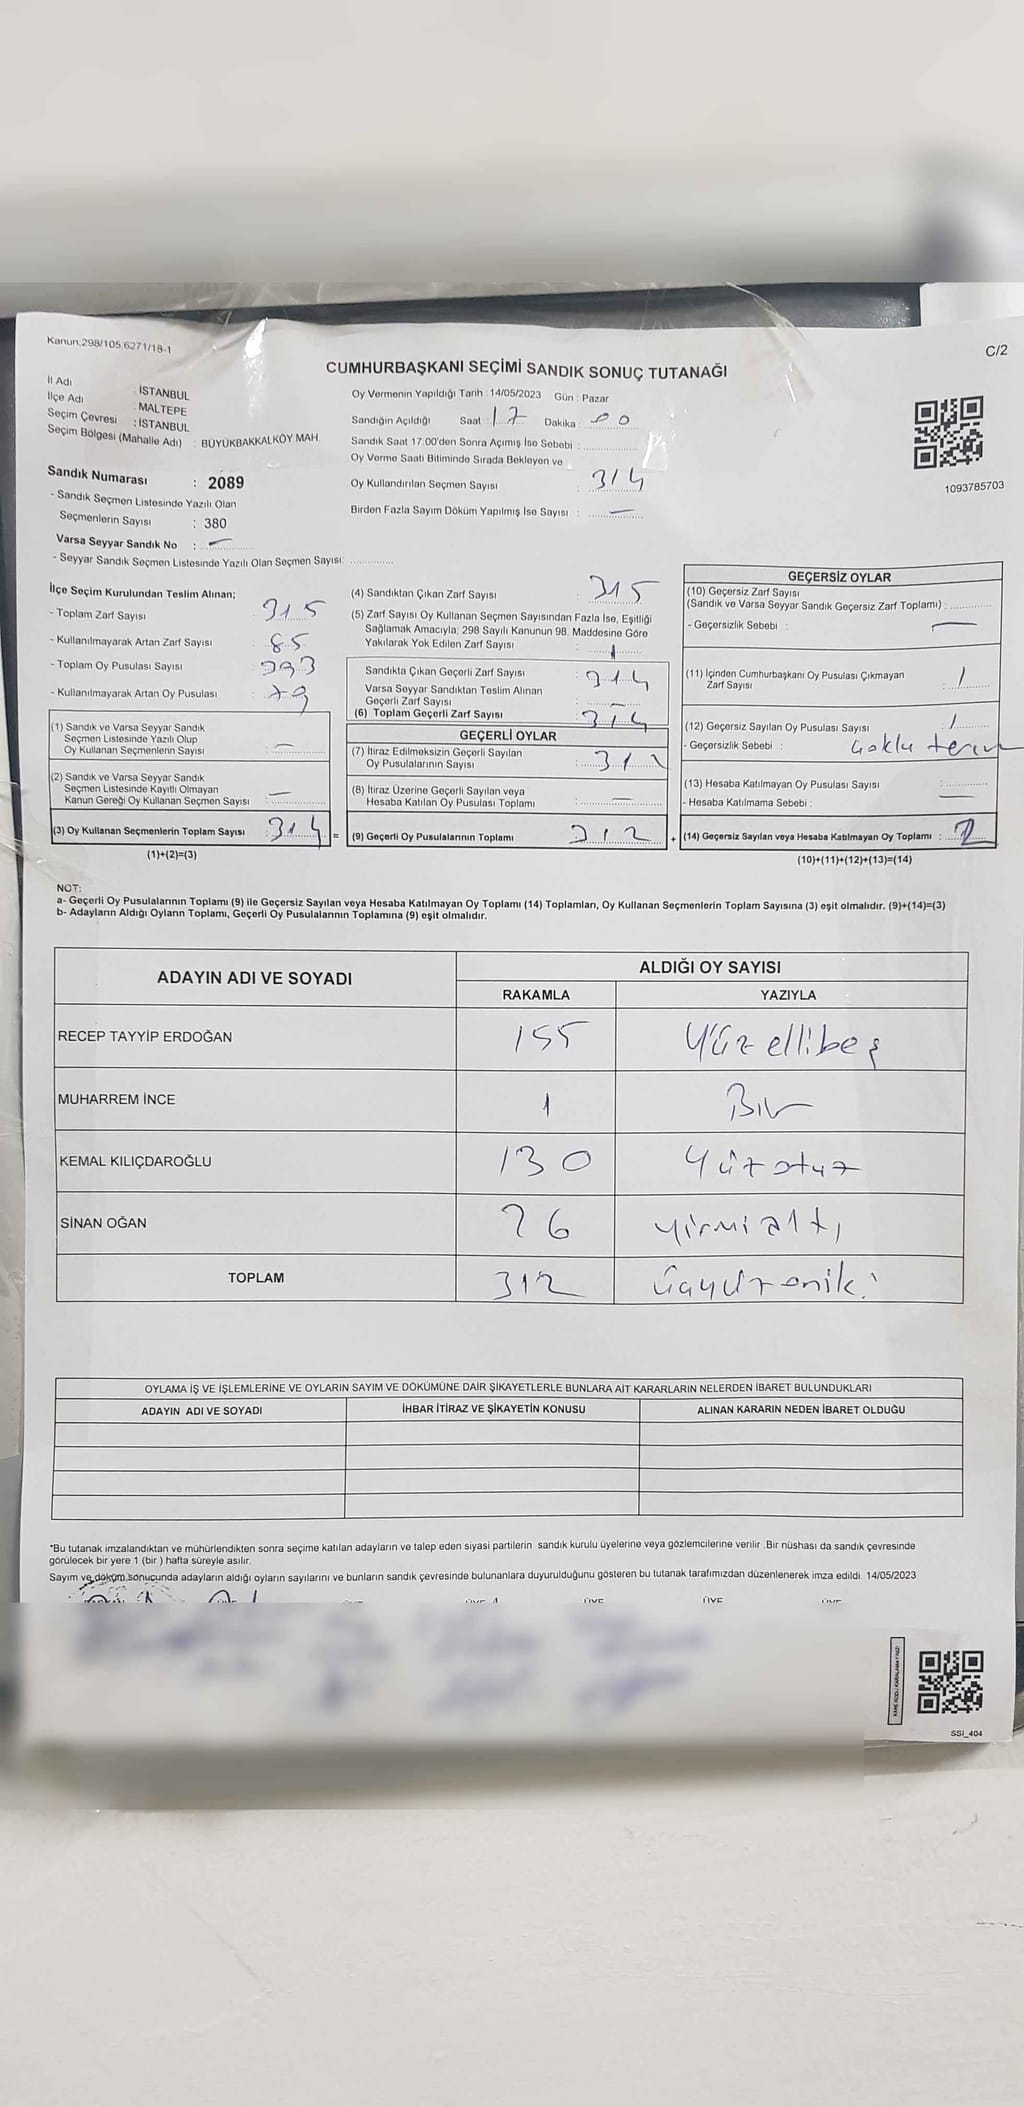 Kanun:298/105,6271/18-1
C/2
CUMHURBAŞKANI SEÇİMİ SANDIK SONUÇ TUTANAĞI
İl Adı : İSTANBUL
İlçe Adı : MALTEPE
Seçim Çevresi : İSTANBUL
Seçim Bölgesi (Mahalle Adı) : BÜYÜKBAKKALKÖY MAH.
Sandık Numarası : 2089
- Sandık Seçmen Listesinde Yazılı Olan
Seçmenlerin Sayısı : 380
Varsa Seyyar Sandık No : —
- Seyyar Sandık Seçmen Listesinde Yazılı Olan Seçmen Sayısı: ..............
Oy Vermenin Yapıldığı Tarih : 14/05/2023 Gün : Pazar
Sandığın Açıldığı Saat : 17 Dakika : 00
Sandık Saat 17.00'den Sonra Açımış İse Sebebi :
Oy Verme Saati Bitiminde Sırada Bekleyen ve
Oy Kullandırılan Seçmen Sayısı : 314
Birden Fazla Sayım Döküm Yapılmış İse Sayısı : —
1093785703
İlçe Seçim Kurulundan Teslim Alınan;
- Toplam Zarf Sayısı : 315
- Kullanılmayarak Artan Zarf Sayısı : 85
- Toplam Oy Pusulası Sayısı : 393
- Kullanılmayarak Artan Oy Pusulası : 79
(1) Sandık ve Varsa Seyyar Sandık
Seçmen Listesinde Yazılı Olup
Oy Kullanan Seçmenlerin Sayısı : —
(2) Sandık ve Varsa Seyyar Sandık
Seçmen Listesinde Kayıtlı Olmayan
Kanun Gereği Oy Kullanan Seçmen Sayısı : —
(3) Oy Kullanan Seçmenlerin Toplam Sayısı : 314 =
(1)+(2)=(3)
(4) Sandıktan Çıkan Zarf Sayısı : 315
(5) Zarf Sayısı Oy Kullanan Seçmen Sayısından Fazla İse, Eşitliği
Sağlamak Amacıyla; 298 Sayılı Kanunun 98. Maddesine Göre
Yakılarak Yok Edilen Zarf Sayısı : 1
Sandıkta Çıkan Geçerli Zarf Sayısı : 314
Varsa Seyyar Sandıktan Teslim Alınan
Geçerli Zarf Sayısı : —
(6) Toplam Geçerli Zarf Sayısı : 314
GEÇERLİ OYLAR
(7) İtiraz Edilmeksizin Geçerli Sayılan
Oy Pusulalarının Sayısı : 312
(8) İtiraz Üzerine Geçerli Sayılan veya
Hesaba Katılan Oy Pusulası Toplamı : —
(9) Geçerli Oy Pusulalarının Toplamı : 312 +
GEÇERSİZ OYLAR
(10) Geçersiz Zarf Sayısı
(Sandık ve Varsa Seyyar Sandık Geçersiz Zarf Toplamı) : ..............
- Geçersizlik Sebebi : —
(11) İçinden Cumhurbaşkanı Oy Pusulası Çıkmayan
Zarf Sayısı : 1
(12) Geçersiz Sayılan Oy Pusulası Sayısı : 1
- Geçersizlik Sebebi : çoklu
(13) Hesaba Katılmayan Oy Pusulası Sayısı : ..............
- Hesaba Katılmama Sebebi : —
(14) Geçersiz Sayılan veya Hesaba Katılmayan Oy Toplamı : 2
(10)+(11)+(12)+(13)=(14)
NOT:
a- Geçerli Oy Pusulalarının Toplamı (9) ile Geçersiz Sayılan veya Hesaba Katılmayan Oy Toplamı (14) Toplamları, Oy Kullanan Seçmenlerin Toplam Sayısına (3) eşit olmalıdır. (9)+(14)=(3)
b- Adayların Aldığı Oyların Toplamı, Geçerli Oy Pusulalarının Toplamına (9) eşit olmalıdır.
ADAYIN ADI VE SOYADI ALDIĞI OY SAYISI
RAKAMLA YAZIYLA
RECEP TAYYİP ERDOĞAN 155 Yüzellibeş
MUHARREM İNCE 1 Bir
KEMAL KILIÇDAROĞLU 130 Yüzotuz
SİNAN OĞAN 26 yirmialtı
TOPLAM 312 üçyüzoniki
OYLAMA İŞ VE İŞLEMLERİNE VE OYLARIN SAYIM VE DÖKÜMÜNE DAİR ŞİKAYETLERLE BUNLARA AİT KARARLARIN NELERDEN İBARET BULUNDUKLARI
ADAYIN ADI VE SOYADI İHBAR İTİRAZ VE ŞİKAYETİN KONUSU ALINAN KARARIN NEDEN İBARET OLDUĞU
*Bu tutanak imzalandıktan ve mühürlendikten sonra seçime katılan adayların ve talep eden siyasi partilerin sandık kurulu üyelerine veya gözlemcilerine verilir .Bir nüshası da sandık çevresinde
görülecek bir yere 1 (bir ) hafta süreyle asılır.
Sayım ve döküm sonucunda adayların aldığı oyların sayılarını ve bunların sandık çevresinde bulunanlara duyurulduğunu gösteren bu tutanak tarafımızdan düzenlenerek imza edildi. 14/05/2023
SSI_404